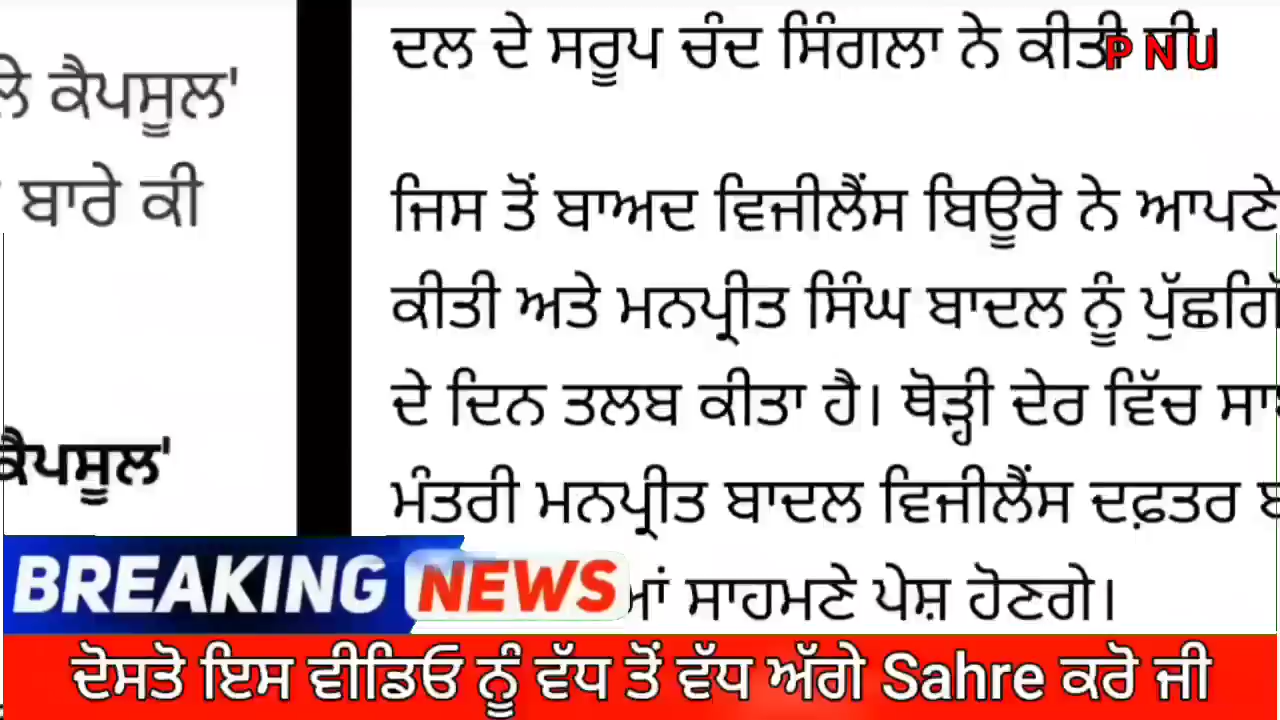 ਲੇ ਕੈਪਸੂਲ'
ਬਾਰੇ ਕੀ
ਕੈਪਸੂਲ'
ਦਲ ਦੇ ਸਰੂਪ ਚੰਦ ਸਿੰਗਲਾ ਨੇ ਕੀਤੀ ਸੀ।
PNU
ਜਿਸ ਤੋਂ ਬਾਅਦ ਵਿਜੀਲੈਂਸ ਬਿਊਰੋ ਨੇ ਆਪਣੇ
ਕੀਤੀ ਅਤੇ ਮਨਪ੍ਰੀਤ ਸਿੰਘ ਬਾਦਲ ਨੂੰ
ਦੇ ਦਿਨ ਤਲਬ ਕੀਤਾ ਹੈ। ਥੋੜ੍ਹੀ ਦੇਰ ਵਿੱਚ
ਮੰਤਰੀ ਮਨਪ੍ਰੀਤ ਬਾਦਲ ਵਿਜੀਲੈਂਸ ਦਫ਼ਤਰ
ਸਾਹਮਣੇ ਪੇਸ਼ ਹੋਣਗੇ।
BREAKING NEWS
ਦੋਸਤੋ ਇਸ ਵੀਡਿਓ ਨੂੰ ਵੱਧ ਤੋਂ ਵੱਧ ਅੱਗੇ Sahre ਕਰੋ ਜੀ